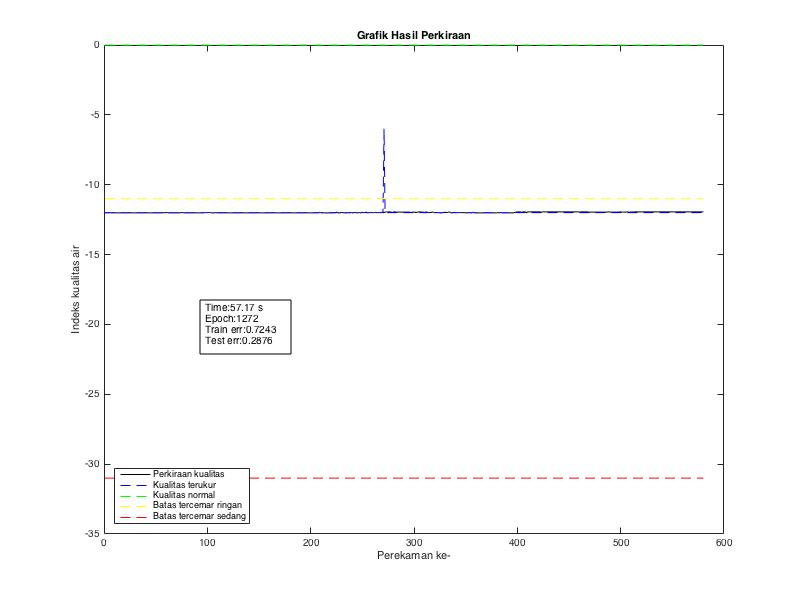 Grafik Hasil Perkiraan
0
-5
-10
-15
-20
-25
-30
-35
Indeks kualitas air
Time:57.17 s
Epoch:1272
Train err:0.7243
Test err:0.2876
Perkiraan kualitas
Kualitas terukur
Kualitas normal
Batas tercemar ringan
Batas tercemar sedang
0 100 200 300 400 500 600
Perekaman ke-